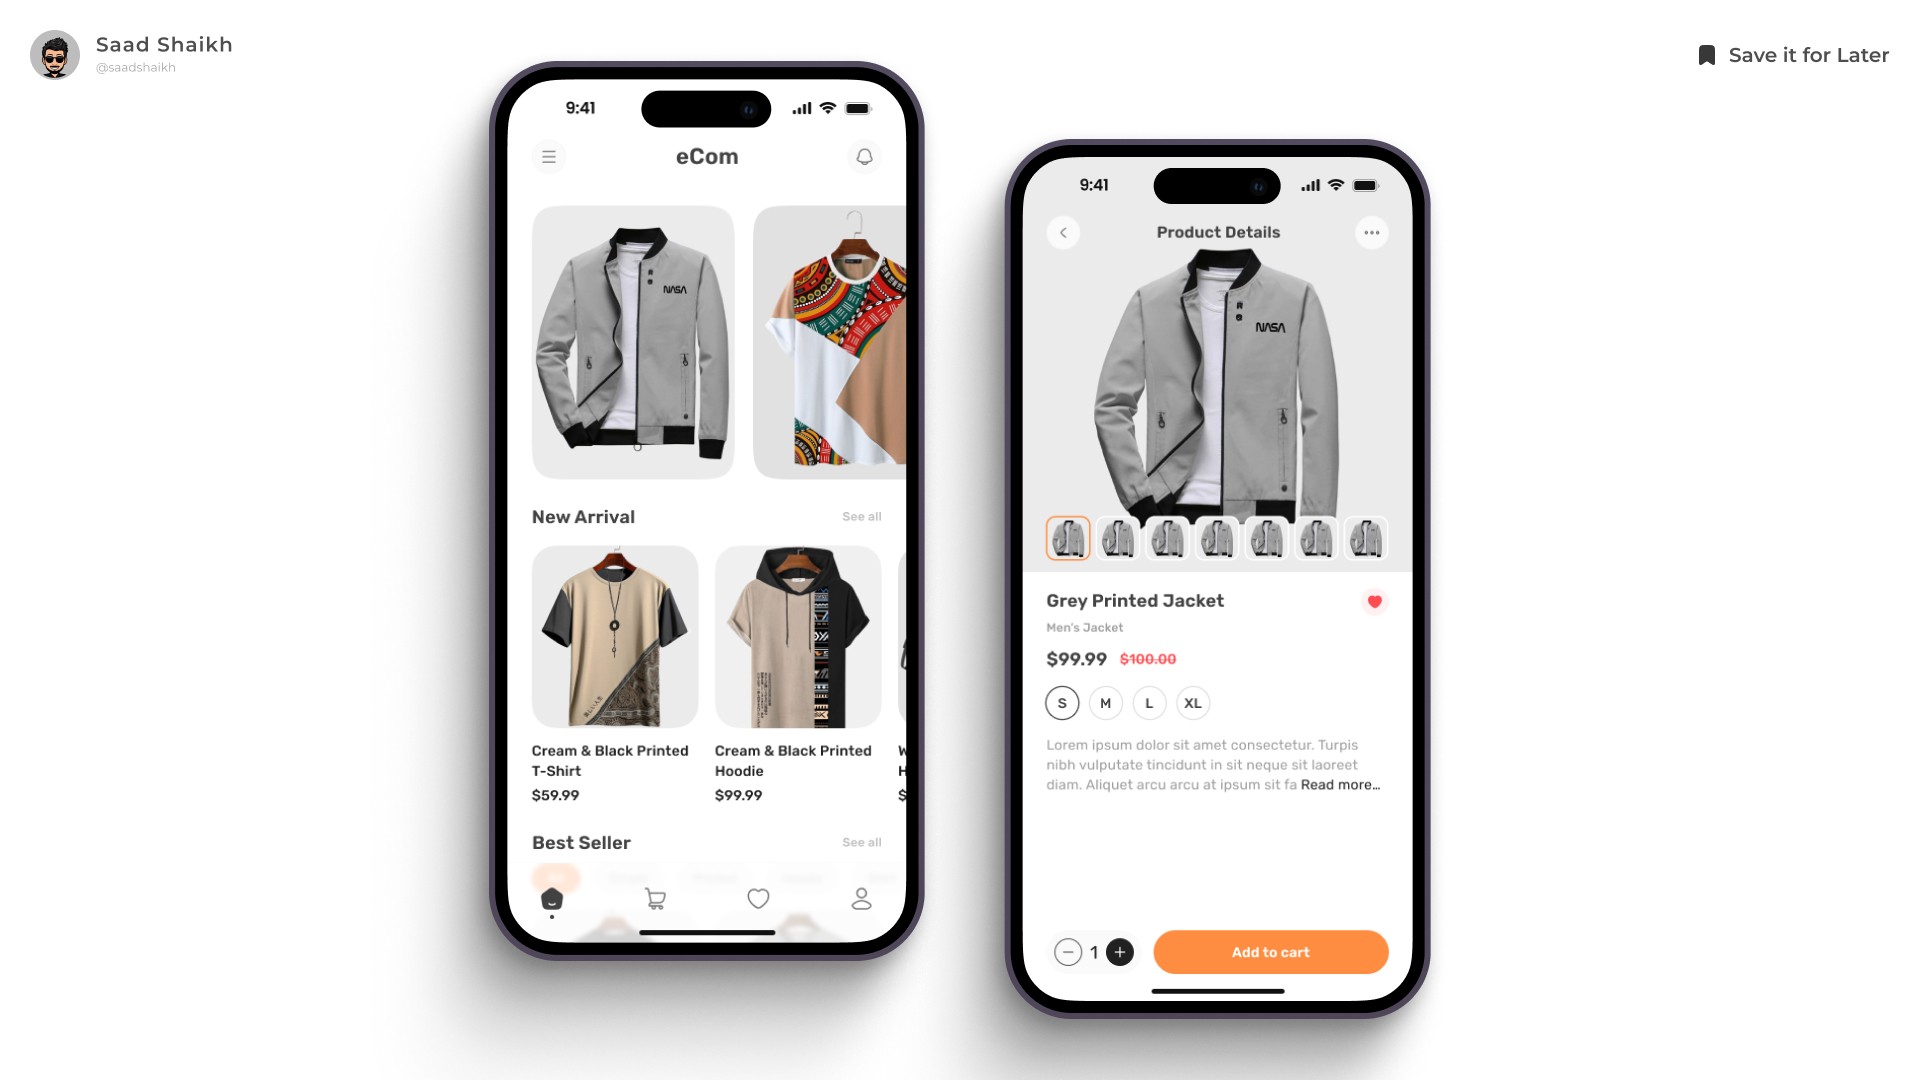 Saad Shaikh
@saadshaikh
Save it for Later
9:41
eCom
NASA
New Arrival
See all
Cream & Black Printed
T-Shirt
$59.99
Cream & Black Printed
Hoodie
$99.99
W
H
$
Best Seller
See all
9:41
Product Details
NASA
Grey Printed Jacket
Men's Jacket
$99.99 $100.00
S M L XL
Lorem ipsum dolor sit amet consectetur. Turpis
nibh vulputate tincidunt in sit neque sit laoreet
diam. Aliquet arcu arcu at ipsum sit fa Read more...
1
Add to cart